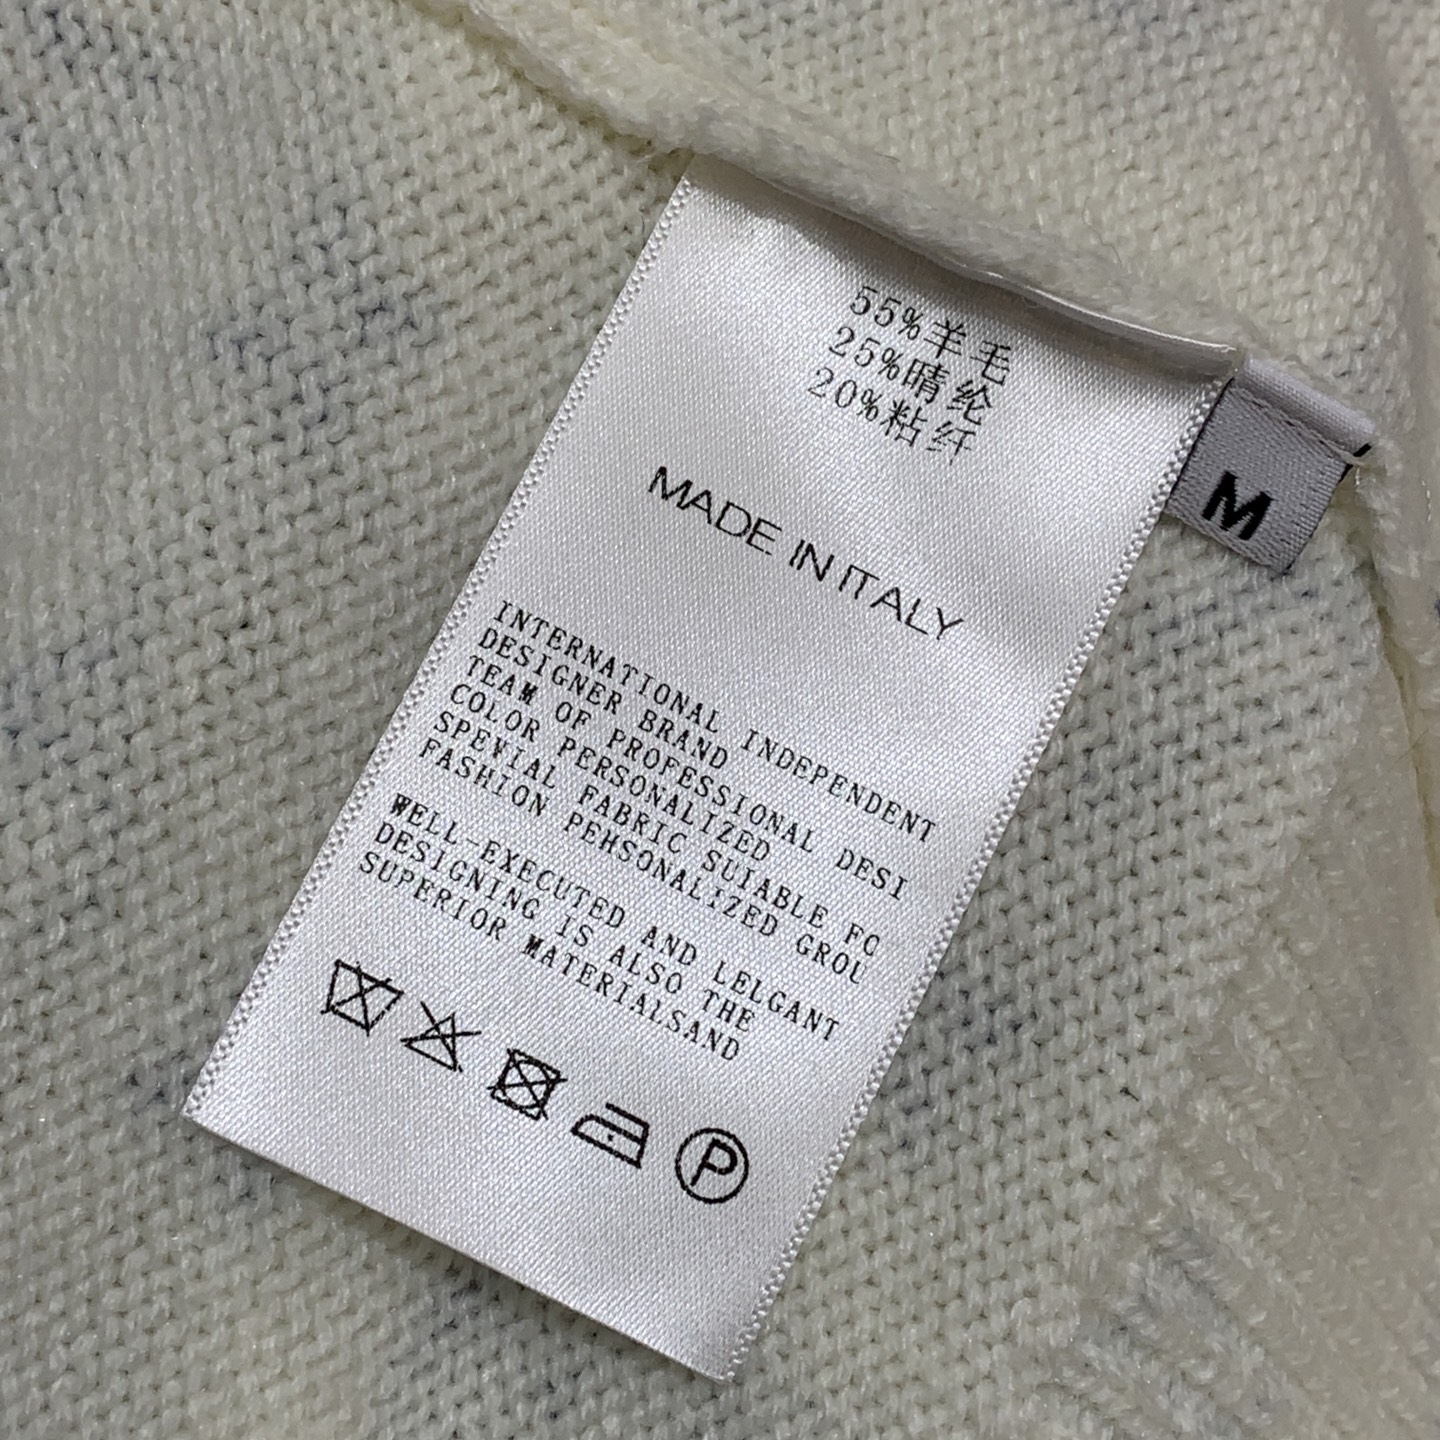 55%羊毛
25%晴纶
20%粘纤
MADE IN ITALY
INTERNATIONAL INDEPENDENT
DESIGNER BRAND
TEAM OF PROFESSIONAL DESI
COLOR PERSONALIZED
SPEVIAL FABRIC SUIABLE FO
FASHION PEHSONALIZED GROU
WELL-EXECUTED AND LELGANT
DESIGNING IS ALSO THE
SUPERIOR MATERIALSAND
P
M